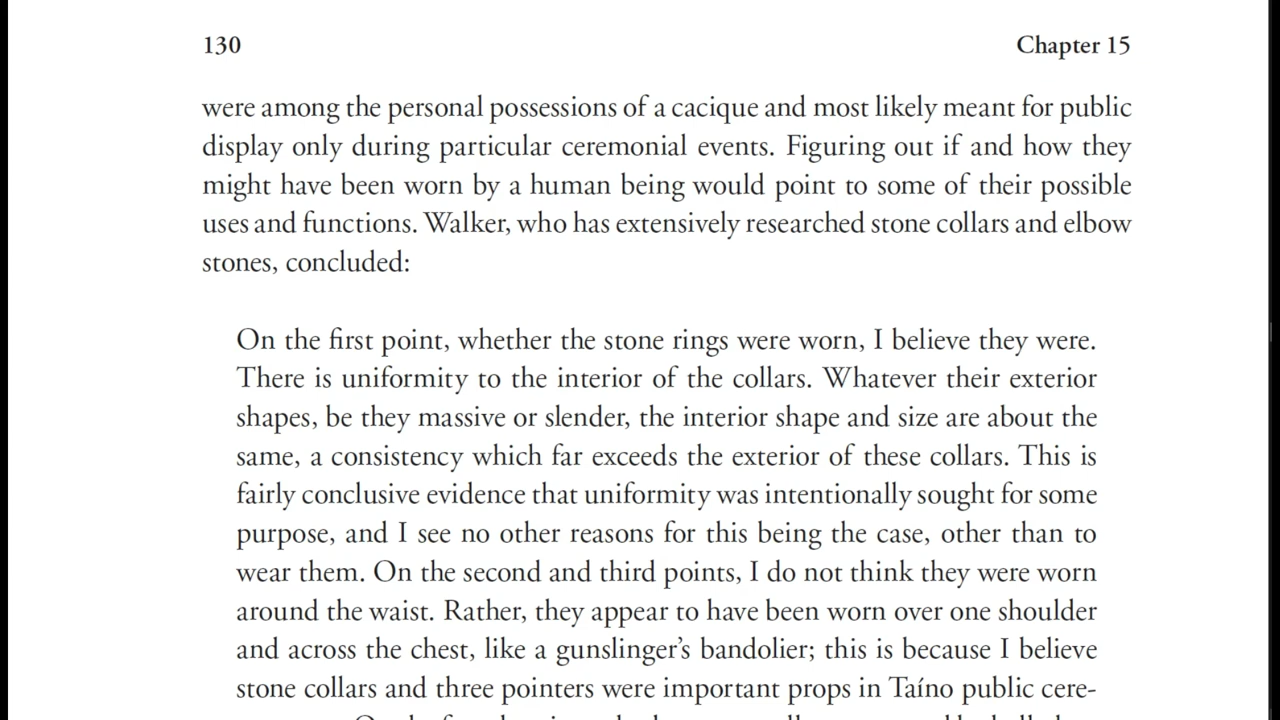 130
Chapter 15
were among the personal possessions of a cacique and most likely meant for public
display only during particular ceremonial events. Figuring out if and how they
might have been worn by a human being would point to some of their possible
uses and functions. Walker, who has extensively researched stone collars and elbow
stones, concluded:
On the first point, whether the stone rings were worn, I believe they were.
There is uniformity to the interior of the collars. Whatever their exterior
shapes, be they massive or slender, the interior shape and size are about the
same, a consistency which far exceeds the exterior of these collars. This is
fairly conclusive evidence that uniformity was intentionally sought for some
purpose, and I see no other reasons for this being the case, other than to
wear them. On the second and third points, I do not think they were worn
around the waist. Rather, they appear to have been worn over one shoulder
and across the chest, like a gunslinger’s bandolier; this is because I believe
stone collars and three pointers were important props in Taíno public cere-